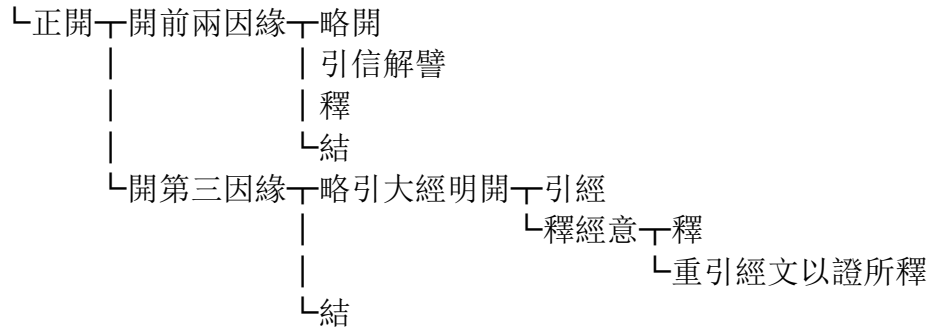 └正開┬開前兩因緣┬略開
｜ ｜引信解譬
｜ ｜釋
｜ └結
└開第三因緣┬略引大經明開┬引經
｜ └釋經意┬釋
｜ └重引經文以證所釋
└結